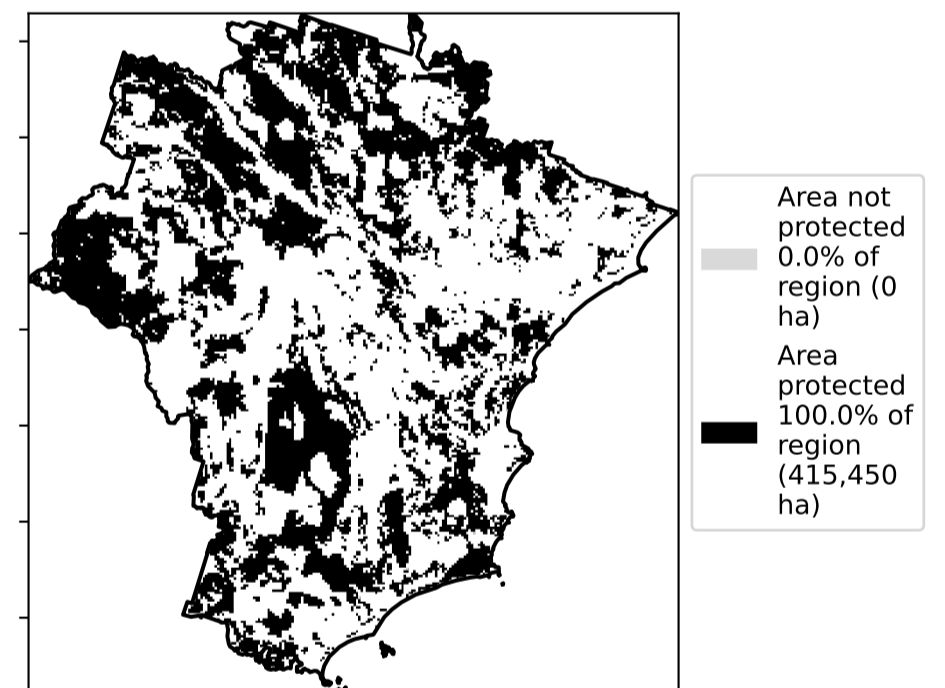 Area not
protected
0.0% of
region (0
ha)
Area
protected
100.0% of
region
(415,450
ha)